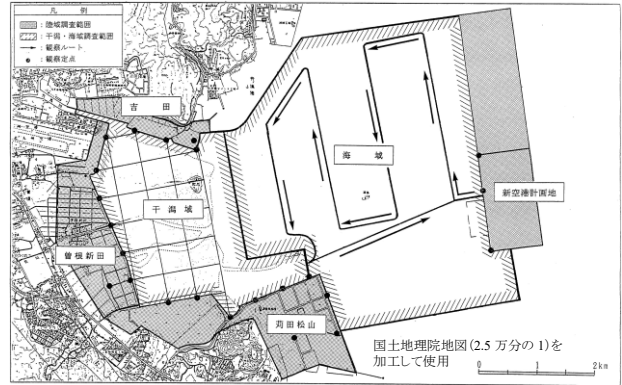 凡 例
：陸域調査範囲
：干潟・海域調査範囲
：観察ルート
：観察定点
吉 田
海 域
干 潟 域
新空港計画地
曽根新田
苅田松山
国土地理院地図(2.5 万分の 1)を
加工して使用
0 1 2km